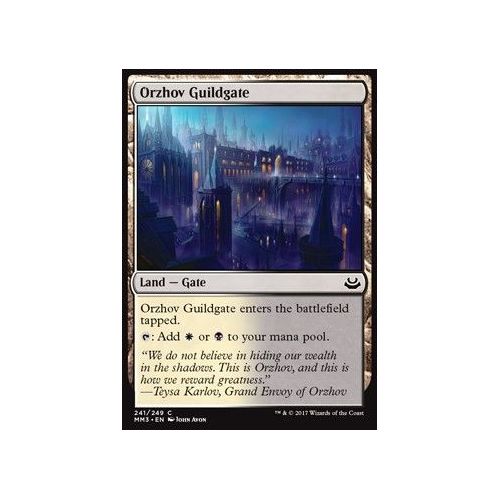 Orzhov Guildgate
Land — Gate
Orzhov Guildgate enters the battlefield
tapped.
: Add or to your mana pool.
“We do not believe in hiding our wealth
in the shadows. This is Orzhov, and this is
how we reward greatness.”
—Teysa Karlov, Grand Envoy of Orzhov
241/249 C
MM3 • EN John Avon
™ & © 2017 Wizards of the Coast